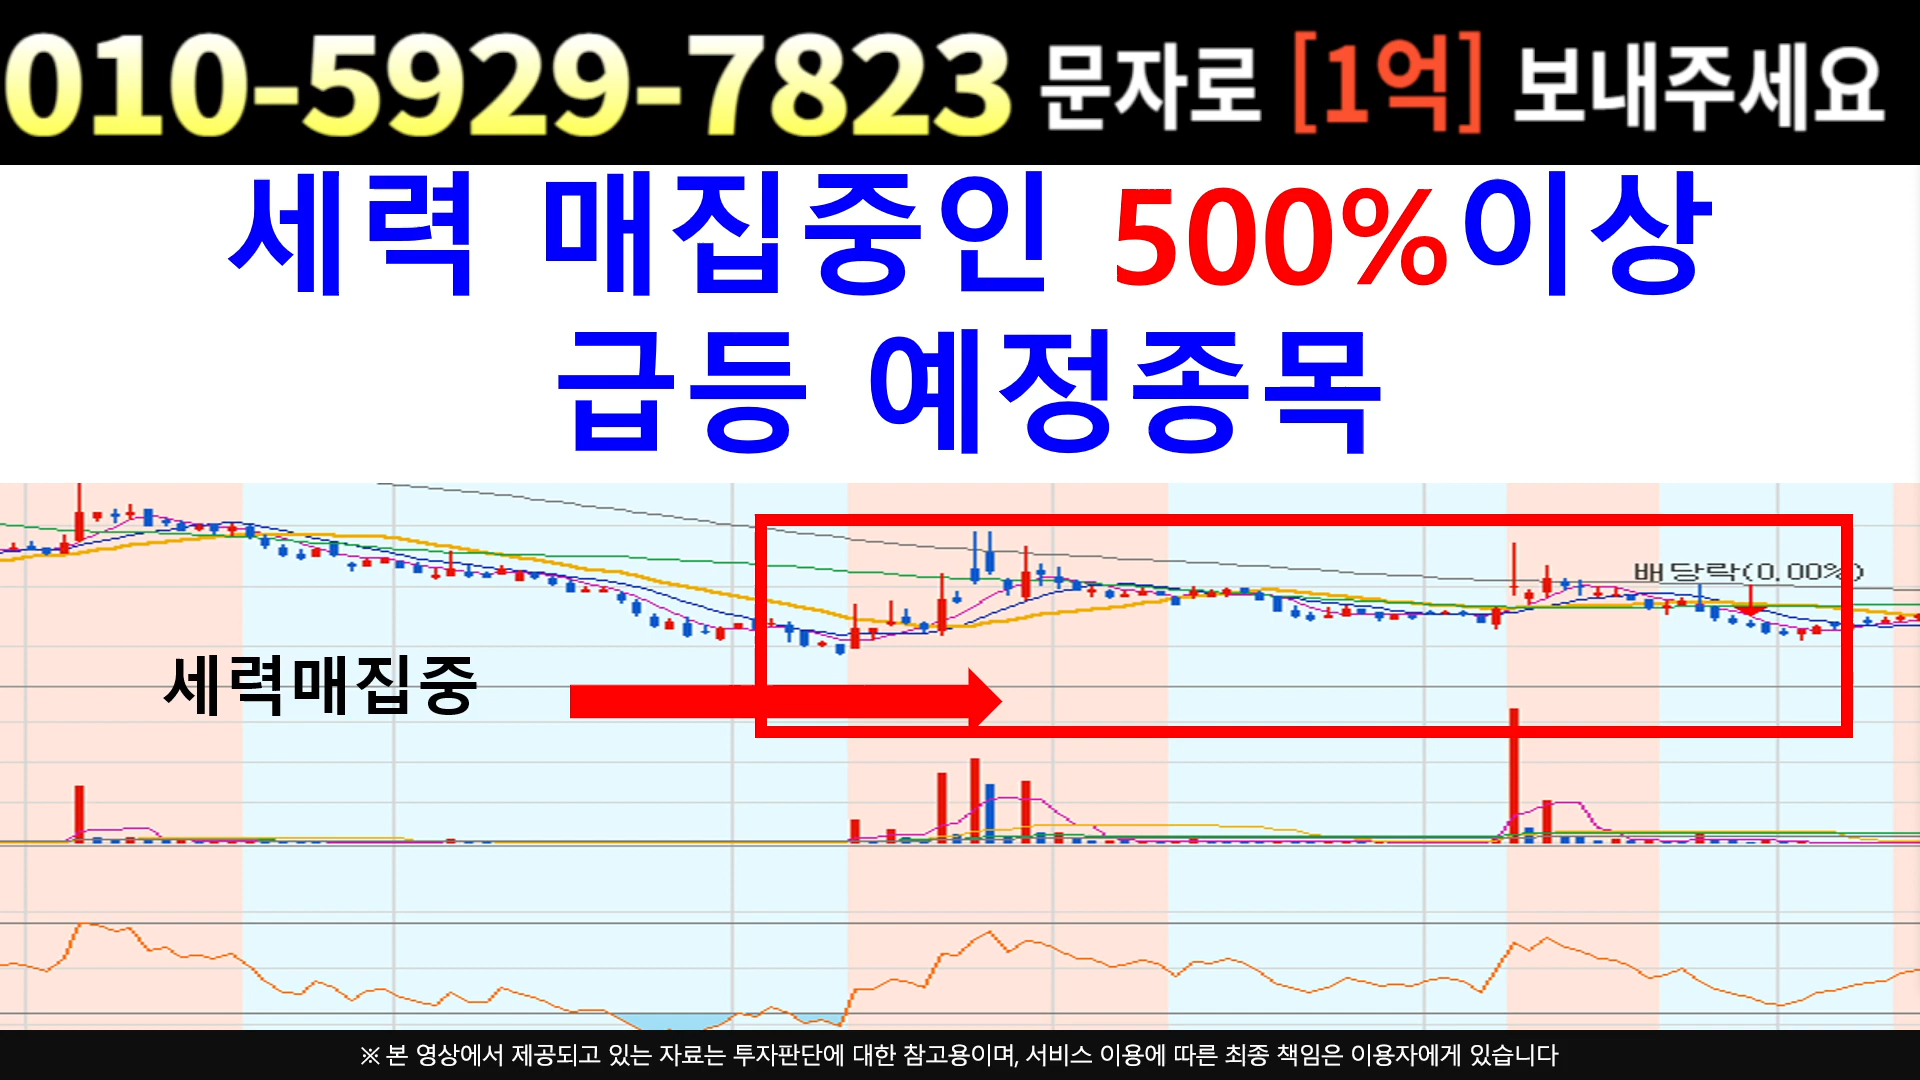 010-5929-7823 문자로 [1억] 보내주세요
세력 매집중인 500%이상
급등 예정종목
배당락(0.00%)
세력매집중
※ 본 영상에서 제공되고 있는 자료는 투자판단에 대한 참고용이며, 서비스 이용에 따른 최종 책임은 이용자에게 있습니다